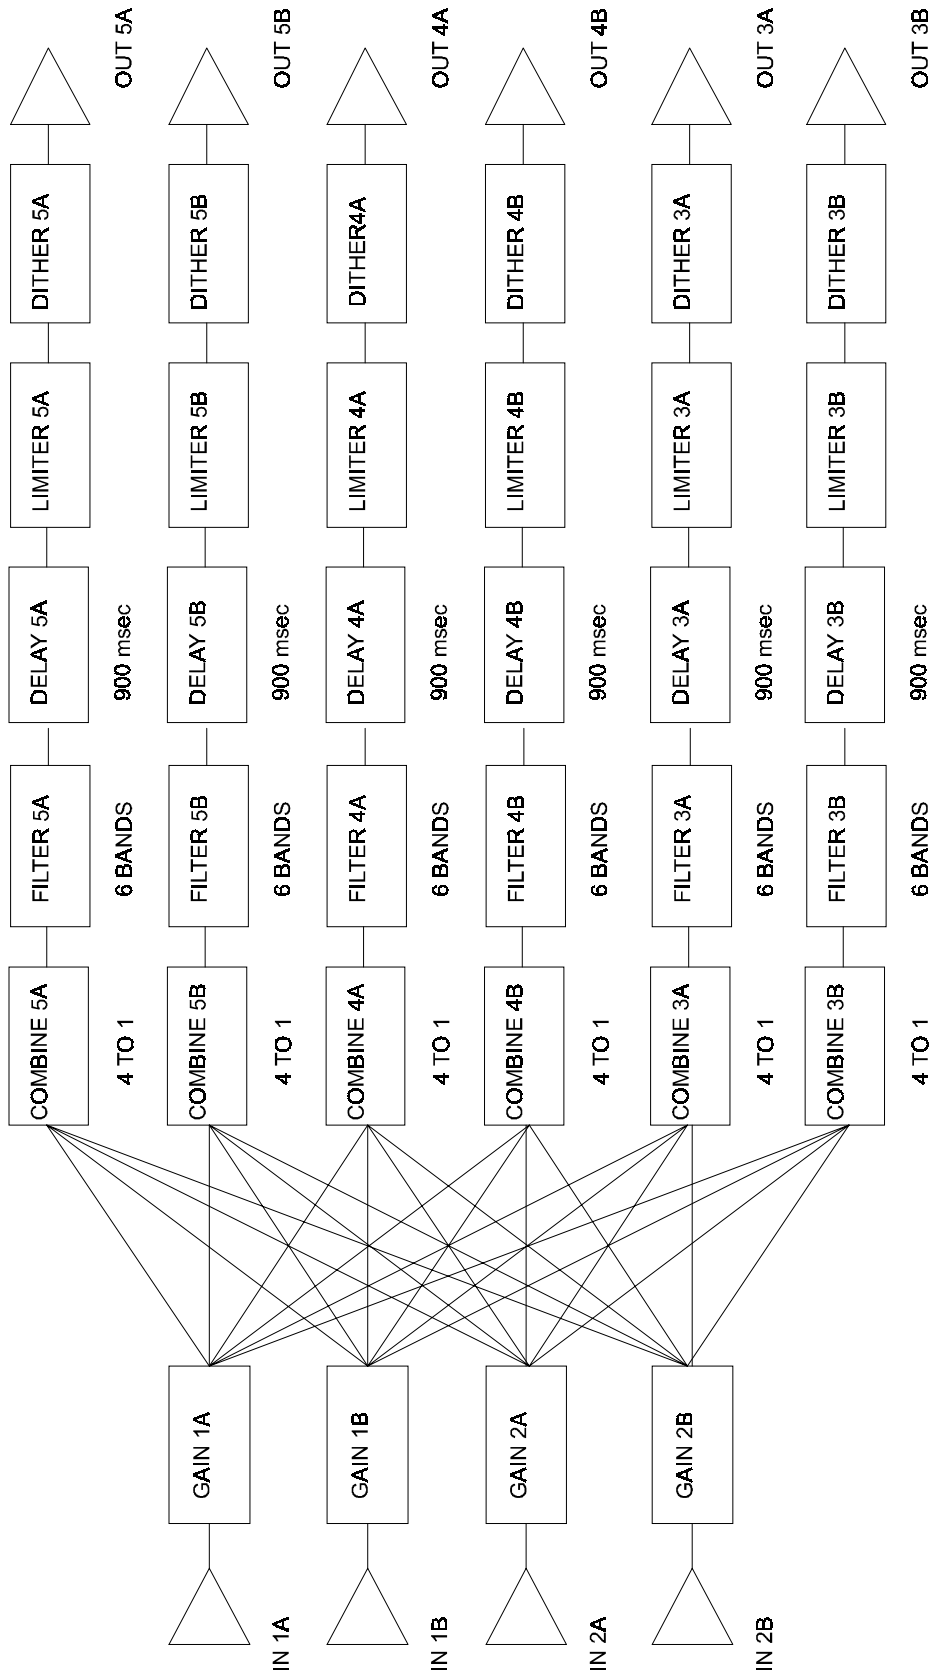 OUT 5A
OUT 5B
OUT 4A
OUT 4B
OUT 3A
OUT 3B
DITHER 5A
DITHER 5B
DITHER4A
DITHER 4B
DITHER 3A
DITHER 3B
LIMITER 5A
LIMITER 5B
LIMITER 4A
LIMITER 4B
LIMITER 3A
LIMITER 3B
DELAY 5A
900 msec
DELAY 5B
900 msec
DELAY 4A
900 msec
DELAY 4B
900 msec
DELAY 3A
900 msec
DELAY 3B
900 msec
FILTER 5A
6 BANDS
FILTER 5B
6 BANDS
FILTER 4A
6 BANDS
FILTER 4B
6 BANDS
FILTER 3A
6 BANDS
FILTER 3B
6 BANDS
COMBINE 5A
4 TO 1
COMBINE 5B
4 TO 1
COMBINE 4A
4 TO 1
COMBINE 4B
4 TO 1
COMBINE 3A
4 TO 1
COMBINE 3B
4 TO 1
GAIN 1A
GAIN 1B
GAIN 2A
GAIN 2B
IN 1A
IN 1B
IN 2A
IN 2B